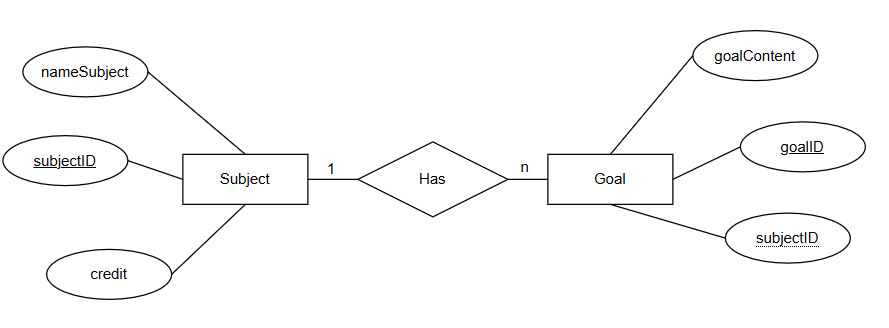 nameSubject
subjectID
credit
Subject
1
Has
n
Goal
goalContent
goalID
subjectID